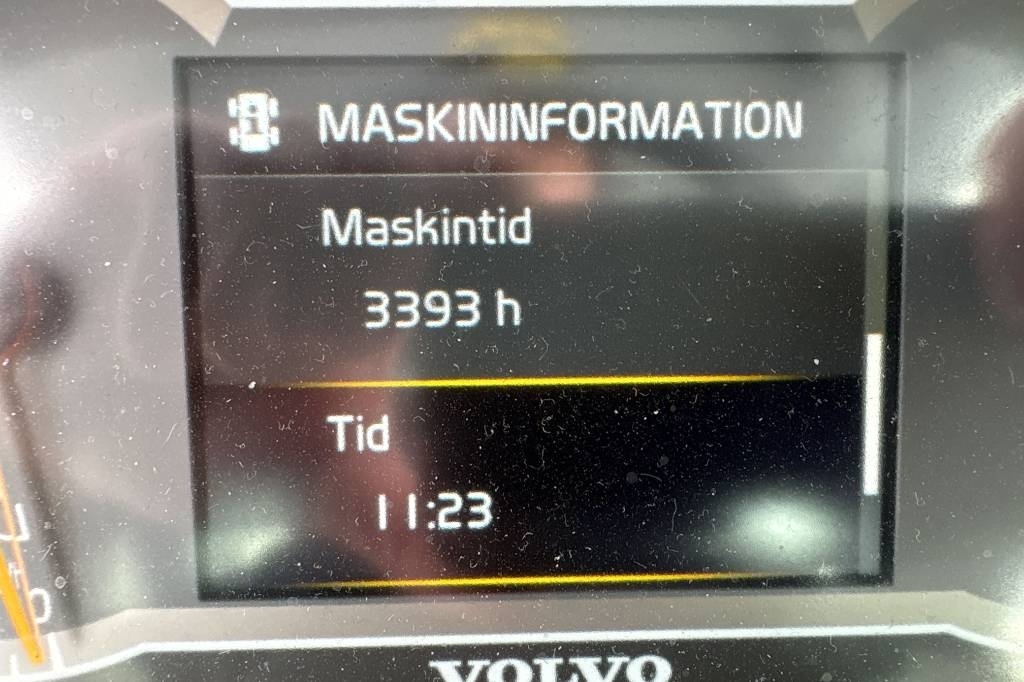 MASKININFORMATION
Maskintid
3393 h
Tid
11:23
VOLVO